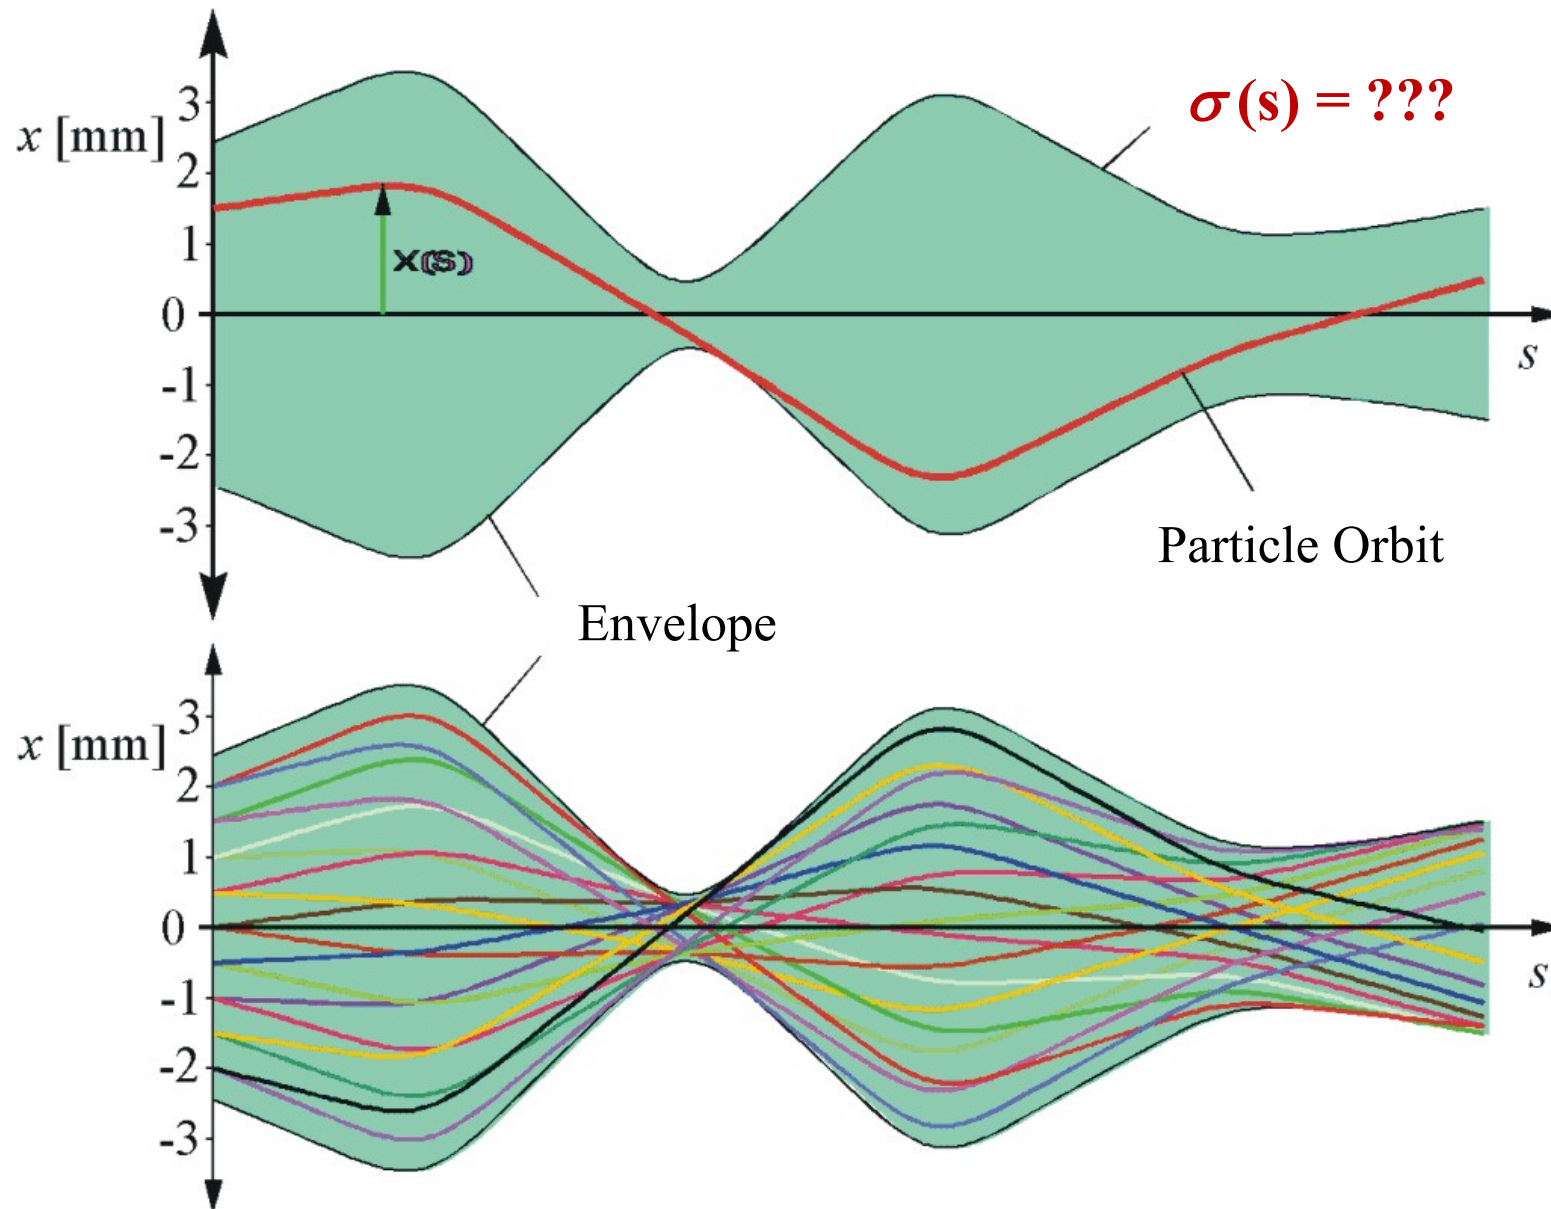 σ (s) = ???
x [mm]
3
2
1
0
-1
-2
-3
X(S)
s
Particle Orbit
Envelope
x [mm]
3
2
1
0
-1
-2
-3
s